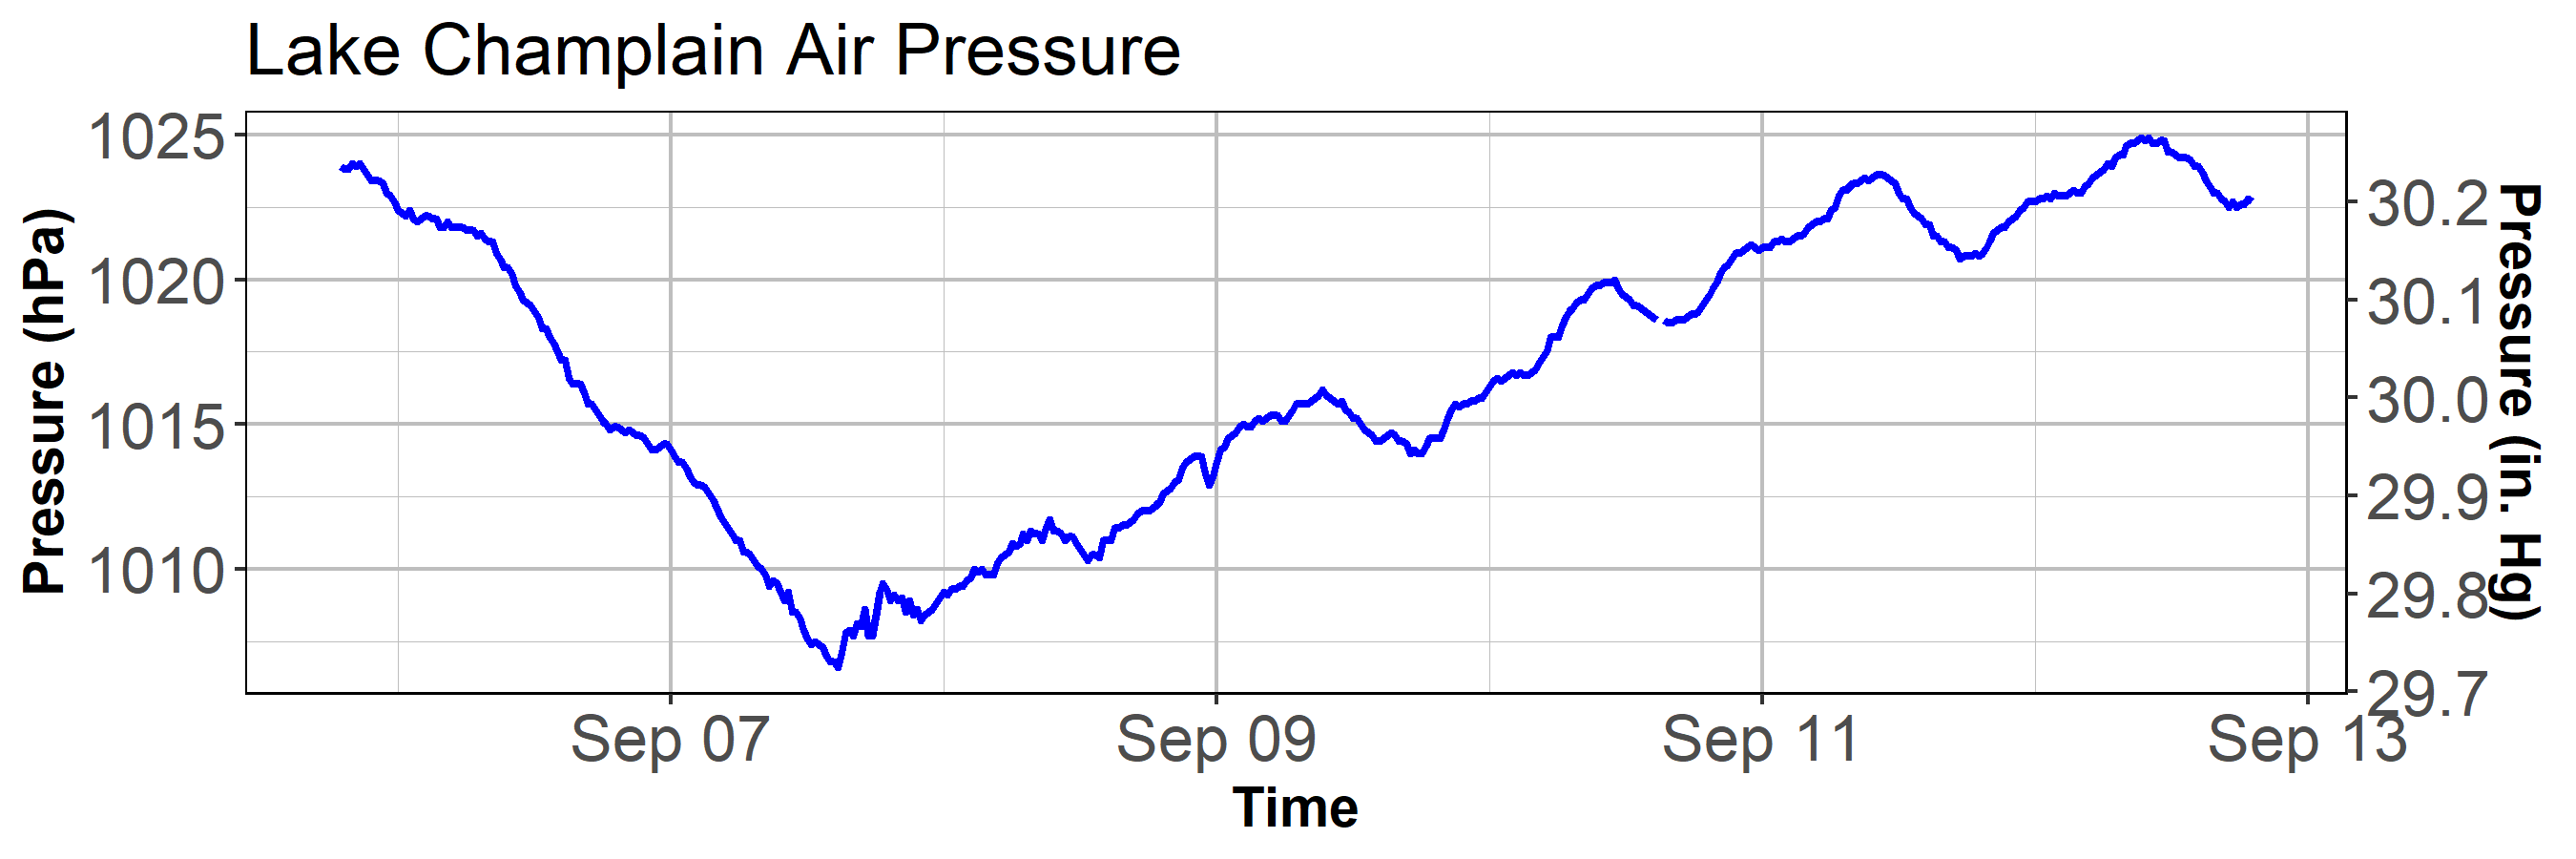 Lake Champlain Air Pressure
1025
1020
1015
1010
Pressure (hPa)
30.2
30.1
30.0
29.9
29.8
29.7
Pressure (in. Hg)
Sep 07
Sep 09
Sep 11
Sep 13
Time